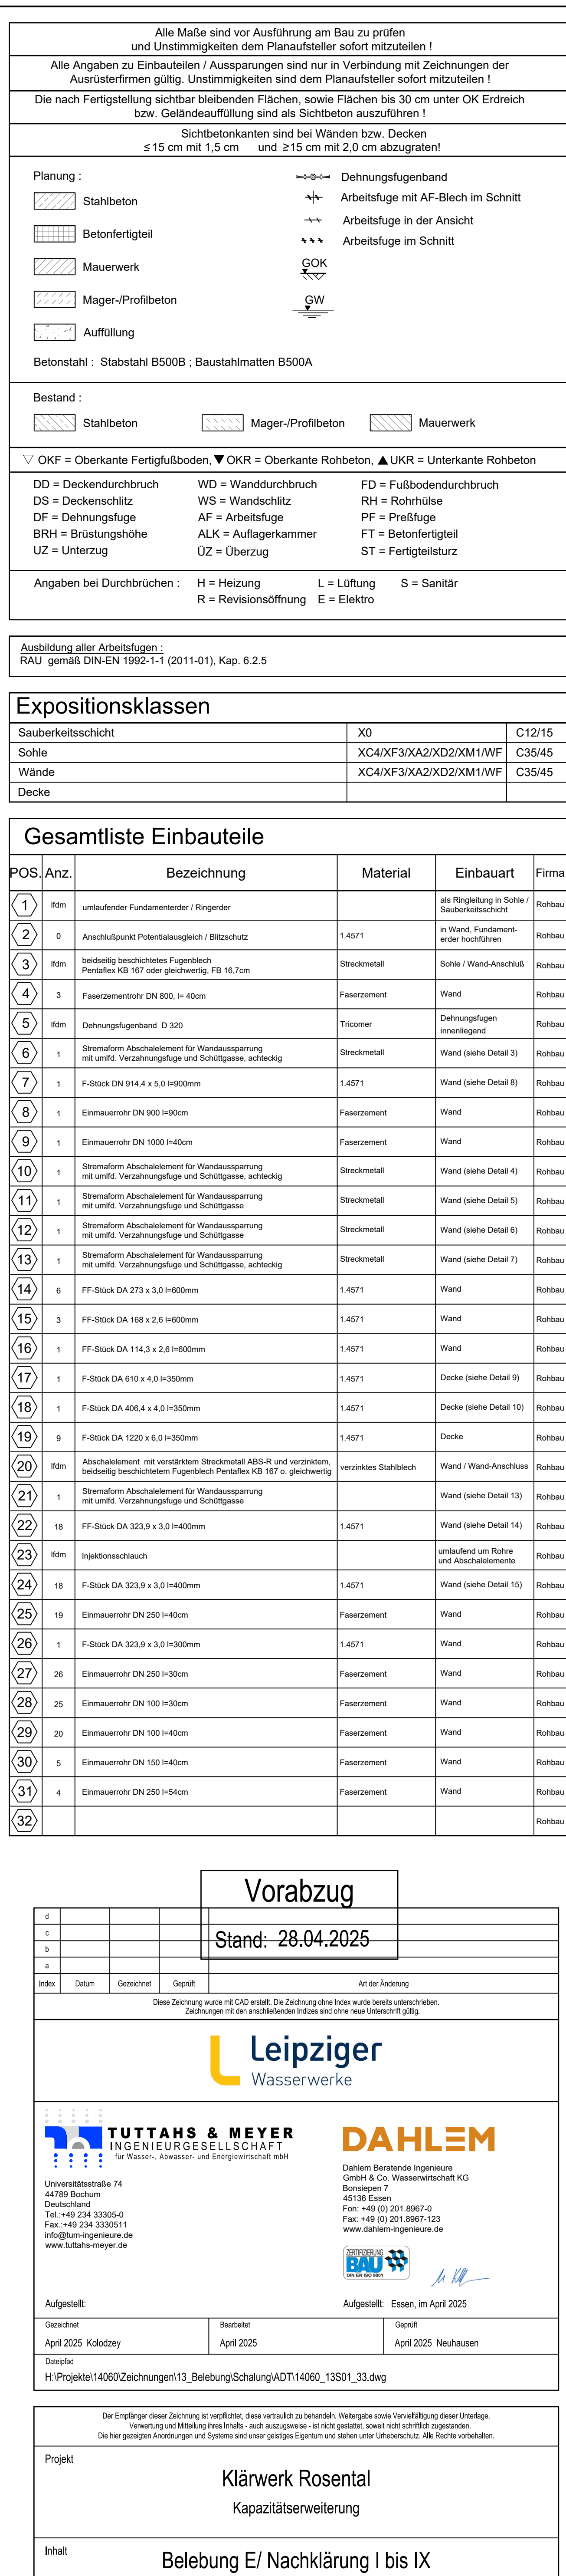 Alle Maße sind vor Ausführung am Bau zu prüfen
und Unstimmigkeiten dem Planaufsteller sofort mitzuteilen !
Alle Angaben zu Einbauteilen / Aussparungen sind nur in Verbindung mit Zeichnungen der
Ausrüsterfirmen gültig. Unstimmigkeiten sind dem Planaufsteller sofort mitzuteilen !
Die nach Fertigstellung sichtbar bleibenden Flächen, sowie Flächen bis 30 cm unter OK Erdreich
bzw. Geländeauffüllung sind als Sichtbeton auszuführen !
Sichtbetonkanten sind bei Wänden bzw. Decken
≤15 cm mit 1,5 cm und ≥15 cm mit 2,0 cm abzugraten!
Planung :
Stahlbeton
Betonfertigteil
Mauerwerk
Mager-/Profilbeton
Auffüllung
Dehnungsfugenband
Arbeitsfuge mit AF-Blech im Schnitt
Arbeitsfuge in der Ansicht
Arbeitsfuge im Schnitt
GOK
GW
Betonstahl : Stabstahl B500B ; Baustahlmatten B500A
Bestand :
Stahlbeton Mager-/Profilbeton Mauerwerk
▽ OKF = Oberkante Fertigfußboden, ▼ OKR = Oberkante Rohbeton, ▲ UKR = Unterkante Rohbeton
DD = Deckendurchbruch WD = Wanddurchbruch FD = Fußbodendurchbruch
DS = Deckenschlitz WS = Wandschlitz RH = Rohrhülse
DF = Dehnungsfuge AF = Arbeitsfuge PF = Preßfuge
BRH = Brüstungshöhe ALK = Auflagerkammer FT = Betonfertigteil
UZ = Unterzug ÜZ = Überzug ST = Fertigteilsturz
Angaben bei Durchbrüchen : H = Heizung L = Lüftung S = Sanitär
R = Revisionsöffnung E = Elektro
Ausbildung aller Arbeitsfugen :
RAU gemäß DIN-EN 1992-1-1 (2011-01), Kap. 6.2.5
Expositionsklassen
Sauberkeitsschicht X0 C12/15
Sohle XC4/XF3/XA2/XD2/XM1/WF C35/45
Wände XC4/XF3/XA2/XD2/XM1/WF C35/45
Decke
Gesamtliste Einbauteile
POS. Anz. Bezeichnung Material Einbauart Firma
1 lfdm umlaufender Fundamenterder / Ringerder als Ringleitung in Sohle / Sauberkeitsschicht Rohbau
2 0 Anschlußpunkt Potentialausgleich / Blitzschutz 1.4571 in Wand, Fundament-erder hochführen Rohbau
3 lfdm beidseitig beschichtetes Fugenblech
Pentaflex KB 167 oder gleichwertig, FB 16,7cm Streckmetall Sohle / Wand-Anschluß Rohbau
4 3 Faserzementrohr DN 800, l= 40cm Faserzement Wand Rohbau
5 lfdm Dehnungsfugenband D 320 Tricomer Dehnungsfugen innenliegend Rohbau
6 1 Stremaform Abschalelement für Wandaussparrung
mit umlfd. Verzahnungsfuge und Schüttgasse, achteckig Streckmetall Wand (siehe Detail 3) Rohbau
7 1 F-Stück DN 914,4 x 5,0 l=900mm 1.4571 Wand (siehe Detail 8) Rohbau
8 1 Einmauerrohr DN 900 l=90cm Faserzement Wand Rohbau
9 1 Einmauerrohr DN 1000 l=40cm Faserzement Wand Rohbau
10 1 Stremaform Abschalelement für Wandaussparrung
mit umlfd. Verzahnungsfuge und Schüttgasse, achteckig Streckmetall Wand (siehe Detail 4) Rohbau
11 1 Stremaform Abschalelement für Wandaussparrung
mit umlfd. Verzahnungsfuge und Schüttgasse Streckmetall Wand (siehe Detail 5) Rohbau
12 1 Stremaform Abschalelement für Wandaussparrung
mit umlfd. Verzahnungsfuge und Schüttgasse Streckmetall Wand (siehe Detail 6) Rohbau
13 1 Stremaform Abschalelement für Wandaussparrung
mit umlfd. Verzahnungsfuge und Schüttgasse, achteckig Streckmetall Wand (siehe Detail 7) Rohbau
14 6 FF-Stück DA 273 x 3,0 l=600mm 1.4571 Wand Rohbau
15 3 FF-Stück DA 168 x 2,6 l=600mm 1.4571 Wand Rohbau
16 1 FF-Stück DA 114,3 x 2,6 l=600mm 1.4571 Wand Rohbau
17 1 F-Stück DA 610 x 4,0 l=350mm 1.4571 Decke (siehe Detail 9) Rohbau
18 1 F-Stück DA 406,4 x 4,0 l=350mm 1.4571 Decke (siehe Detail 10) Rohbau
19 9 F-Stück DA 1220 x 6,0 l=350mm 1.4571 Decke Rohbau
20 lfdm Abschalelement mit verstärktem Streckmetall ABS-R und verzinktem,
beidseitig beschichtetem Fugenblech Pentaflex KB 167 o. gleichwertig verzinktes Stahlblech Wand / Wand-Anschluss Rohbau
21 1 Stremaform Abschalelement für Wandaussparrung
mit umlfd. Verzahnungsfuge und Schüttgasse Wand (siehe Detail 13) Rohbau
22 18 FF-Stück DA 323,9 x 3,0 l=400mm 1.4571 Wand (siehe Detail 14) Rohbau
23 lfdm Injektionsschlauch umlaufend um Rohre und Abschalelemente Rohbau
24 18 F-Stück DA 323,9 x 3,0 l=400mm 1.4571 Wand (siehe Detail 15) Rohbau
25 19 Einmauerrohr DN 250 l=40cm Faserzement Wand Rohbau
26 1 F-Stück DA 323,9 x 3,0 l=300mm 1.4571 Wand Rohbau
27 26 Einmauerrohr DN 250 l=30cm Faserzement Wand Rohbau
28 25 Einmauerrohr DN 100 l=30cm Faserzement Wand Rohbau
29 20 Einmauerrohr DN 100 l=40cm Faserzement Wand Rohbau
30 5 Einmauerrohr DN 150 l=40cm Faserzement Wand Rohbau
31 4 Einmauerrohr DN 250 l=54cm Faserzement Wand Rohbau
32 Rohbau
Vorabzug
Stand: 28.04.2025
d
c
b
a
Index Datum Gezeichnet Geprüft Art der Änderung
Diese Zeichnung wurde mit CAD erstellt. Die Zeichnung ohne Index wurde bereits unterschrieben.
Zeichnungen mit den anschließenden Indizes sind ohne neue Unterschrift gültig.
Leipziger
Wasserwerke
TUTTAHS & MEYER
INGENIEURGESELLSCHAFT
für Wasser-, Abwasser- und Energiewirtschaft mbH
Universitätsstraße 74
44789 Bochum
Deutschland
Tel.:+49 234 33305-0
Fax.:+49 234 3330511
info@tum-ingenieure.de
www.tuttahs-meyer.de
DAHLEM
Dahlem Beratende Ingenieure
GmbH & Co. Wasserwirtschaft KG
Bonsiepen 7
45136 Essen
Fon: +49 (0) 201.8967-0
Fax: +49 (0) 201.8967-123
www.dahlem-ingenieure.de
ZERTIFIZIERUNG
BAU
DIN EN ISO 9001
Aufgestellt: Aufgestellt: Essen, im April 2025
Gezeichnet Bearbeitet Geprüft
April 2025 Kolodzey April 2025 April 2025 Neuhausen
Dateipfad
H:\Projekte\14060\Zeichnungen\13_Belebung\Schalung\ADT\14060_13S01_33.dwg
Der Empfänger dieser Zeichnung ist verpflichtet, diese vertraulich zu behandeln. Weitergabe sowie Vervielfältigung dieser Unterlage,
Verwertung und Mitteilung ihres Inhalts - auch auszugsweise - ist nicht gestattet, soweit nicht schriftlich zugestanden.
Die hier gezeigten Anordnungen und Systeme sind unser geistiges Eigentum und stehen unter Urheberschutz. Alle Rechte vorbehalten.
Projekt
Klärwerk Rosental
Kapazitätserweiterung
Inhalt
Belebung E/ Nachklärung I bis IX